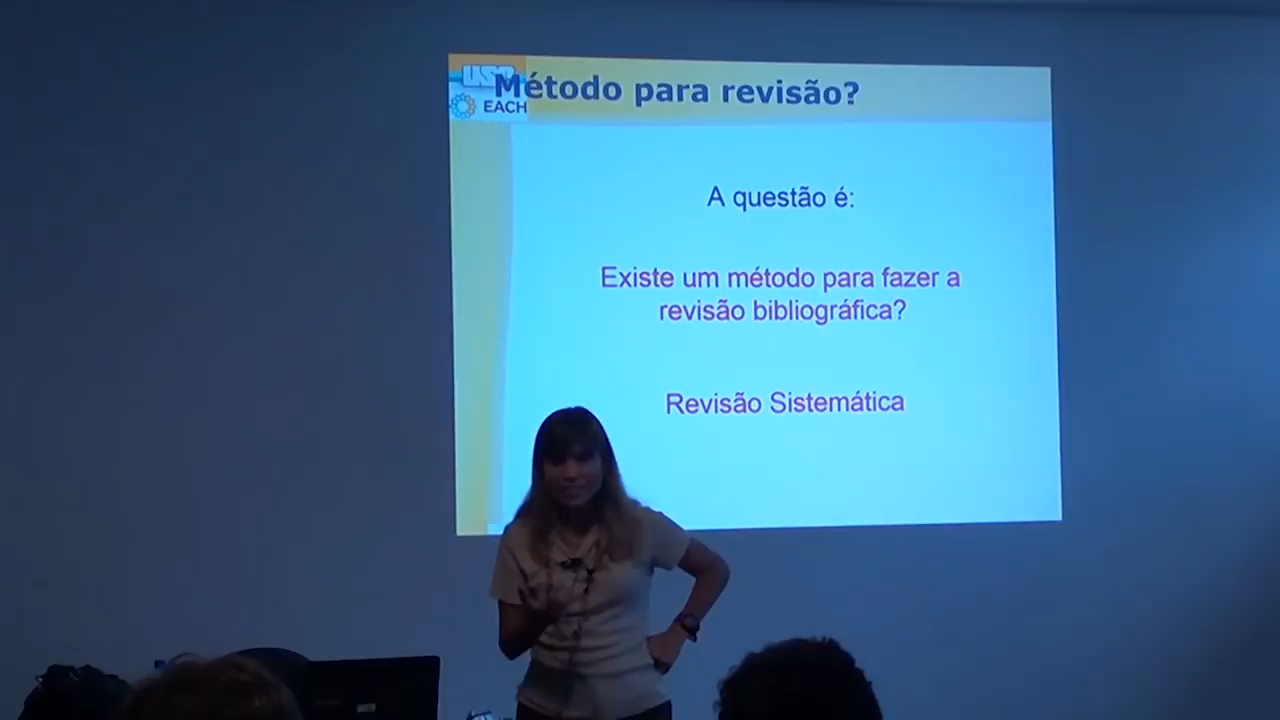 USP
Método para revisão?
EACH
A questão é:
Existe um método para fazer a
revisão bibliográfica?
Revisão Sistemática